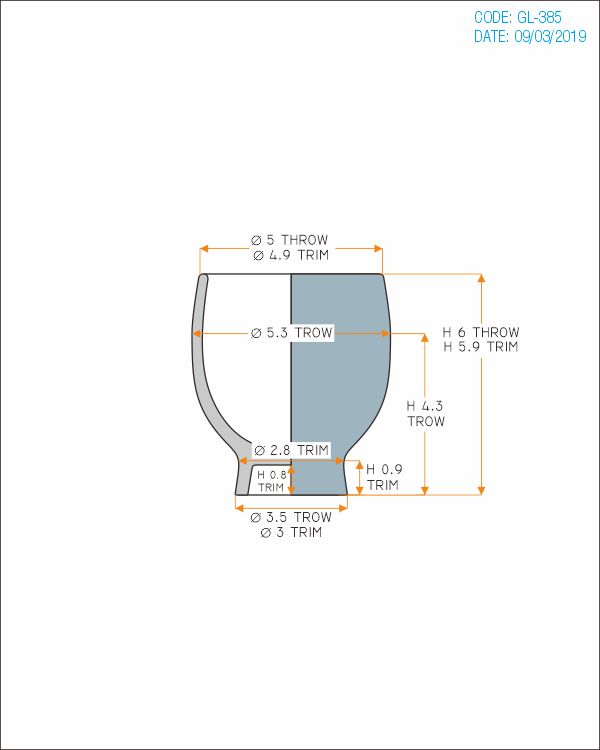 CODE: GL-385
DATE: 09/03/2019
Ø 5 THROW
Ø 4.9 TRIM
Ø 5.3 TROW
H 6 THROW
H 5.9 TRIM
H 4.3
TROW
Ø 2.8 TRIM
H 0.8
TRIM
H 0.9
TRIM
Ø 3.5 TROW
Ø 3 TRIM